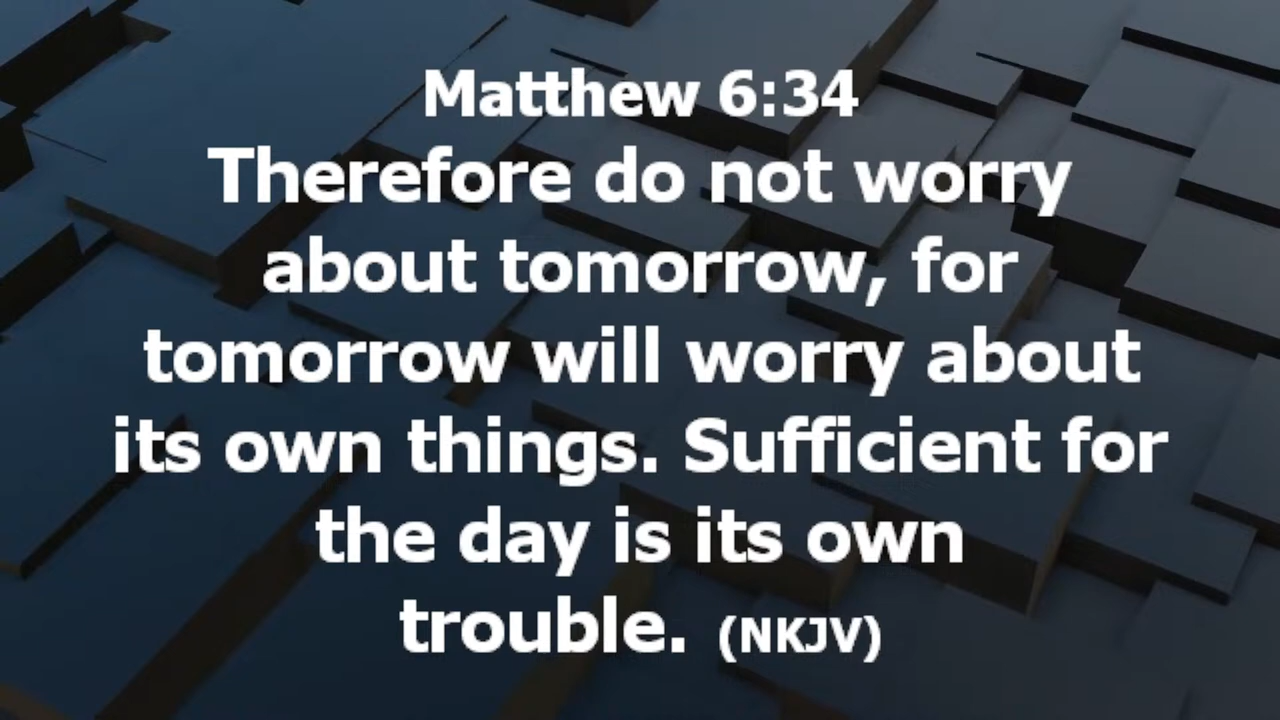 Matthew 6:34
Therefore do not worry
about tomorrow, for
tomorrow will worry about
its own things. Sufficient for
the day is its own
trouble. (NKJV)